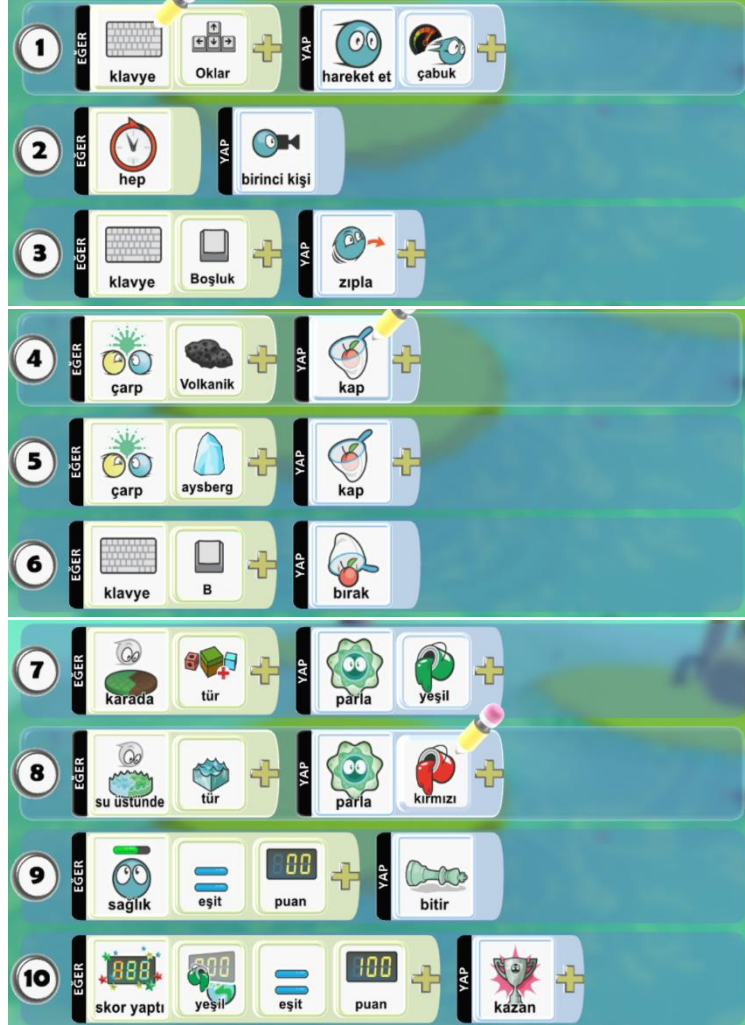 1 EĞER klavye Oklar YAP hareket et çabuk
2 EĞER hep YAP birinci kişi
3 EĞER klavye Boşluk YAP zıpla
4 EĞER çarp Volkanik YAP kap
5 EĞER çarp aysberg YAP kap
6 EĞER klavye B YAP bırak
7 EĞER karada tür YAP parla yeşil
8 EĞER su üstünde tür YAP parla kırmızı
9 EĞER sağlık eşit 00 puan YAP bitir
10 EĞER skor yaptı yeşil eşit 100 puan YAP kazan